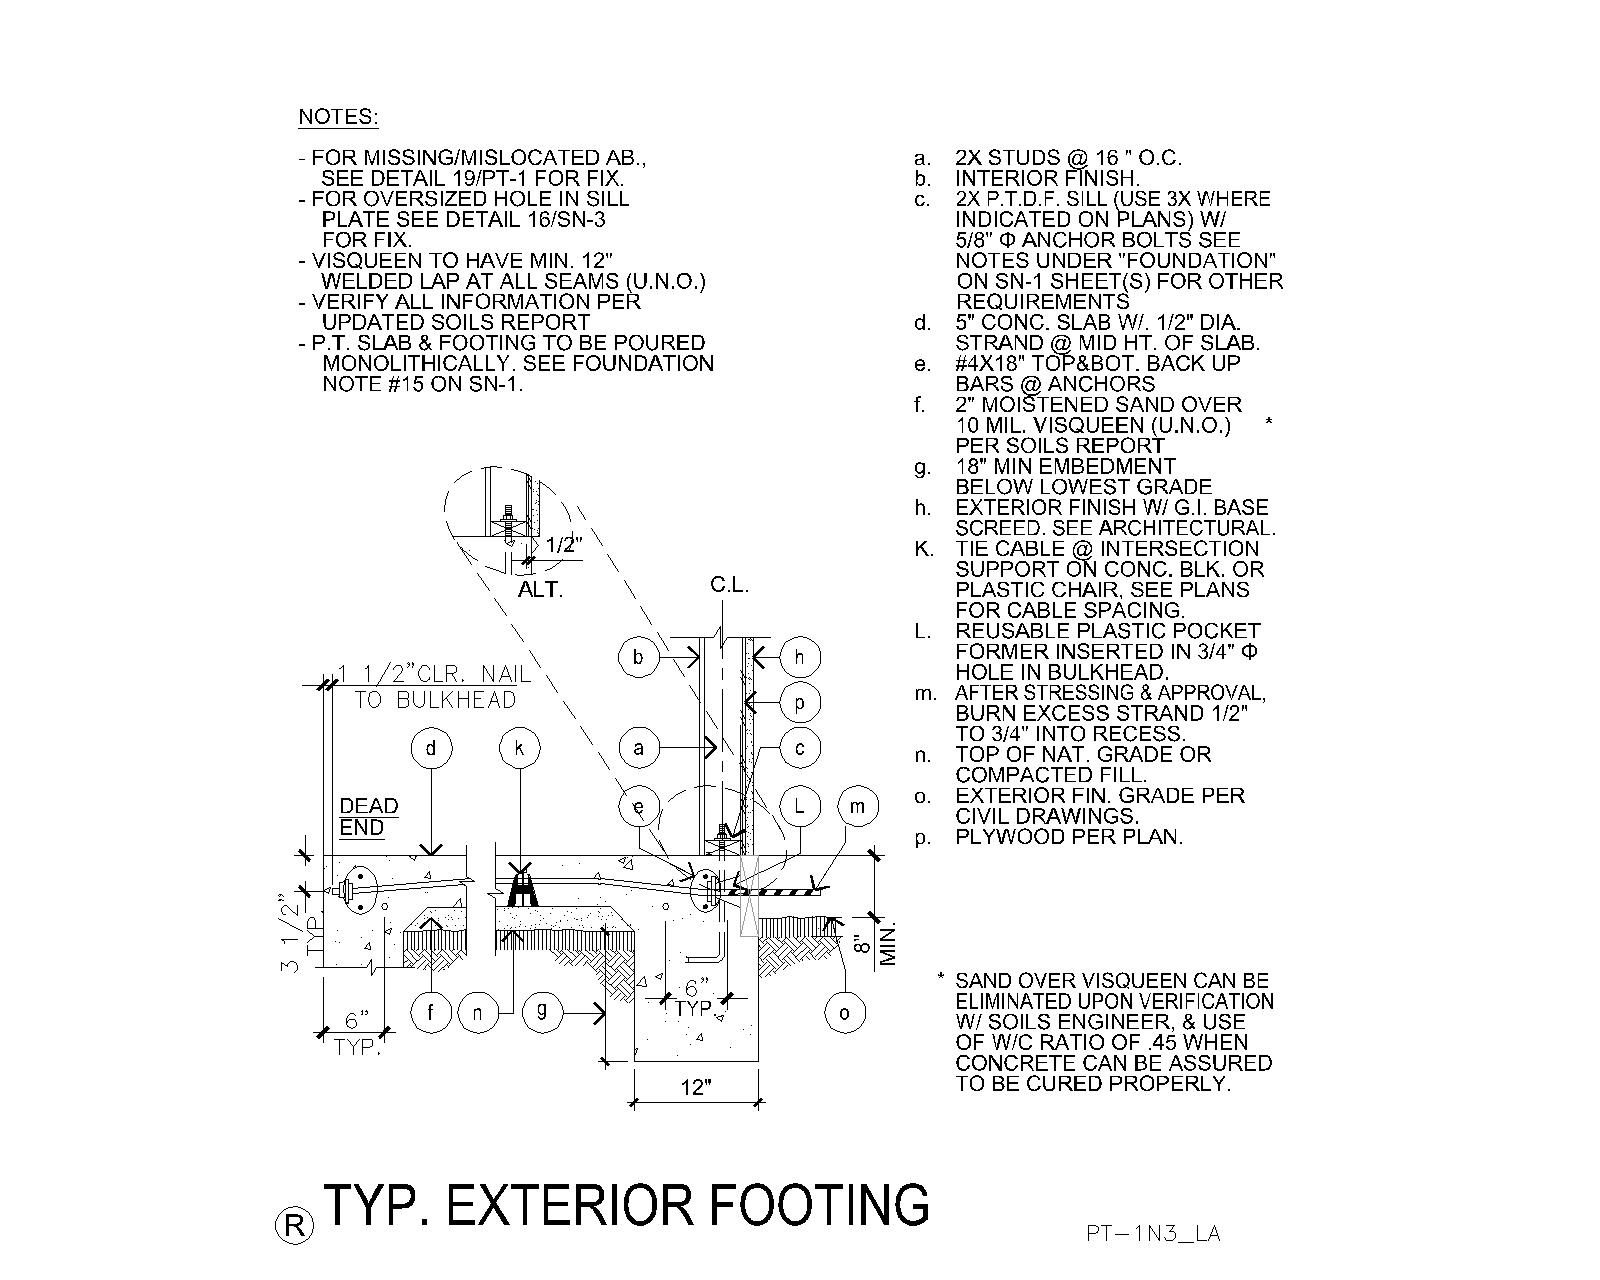 NOTES:
- FOR MISSING/MISLOCATED AB.,
SEE DETAIL 19/PT-1 FOR FIX.
- FOR OVERSIZED HOLE IN SILL
PLATE SEE DETAIL 16/SN-3
FOR FIX.
- VISQUEEN TO HAVE MIN. 12"
WELDED LAP AT ALL SEAMS (U.N.O.)
- VERIFY ALL INFORMATION PER
UPDATED SOILS REPORT
- P.T. SLAB & FOOTING TO BE POURED
MONOLITHICALLY. SEE FOUNDATION
NOTE #15 ON SN-1.
a. 2X STUDS @ 16 " O.C.
b. INTERIOR FINISH.
c. 2X P.T.D.F. SILL (USE 3X WHERE
INDICATED ON PLANS) W/
5/8" Φ ANCHOR BOLTS SEE
NOTES UNDER "FOUNDATION"
ON SN-1 SHEET(S) FOR OTHER
REQUIREMENTS
d. 5" CONC. SLAB W/. 1/2" DIA.
STRAND @ MID HT. OF SLAB.
e. #4X18" TOP&BOT. BACK UP
BARS @ ANCHORS
f. 2" MOISTENED SAND OVER
10 MIL. VISQUEEN (U.N.O.) *
PER SOILS REPORT
g. 18" MIN EMBEDMENT
BELOW LOWEST GRADE
h. EXTERIOR FINISH W/ G.I. BASE
SCREED. SEE ARCHITECTURAL.
K. TIE CABLE @ INTERSECTION
SUPPORT ON CONC. BLK. OR
PLASTIC CHAIR, SEE PLANS
FOR CABLE SPACING.
L. REUSABLE PLASTIC POCKET
FORMER INSERTED IN 3/4" Φ
HOLE IN BULKHEAD.
m. AFTER STRESSING & APPROVAL,
BURN EXCESS STRAND 1/2"
TO 3/4" INTO RECESS.
n. TOP OF NAT. GRADE OR
COMPACTED FILL.
o. EXTERIOR FIN. GRADE PER
CIVIL DRAWINGS.
p. PLYWOOD PER PLAN.
* SAND OVER VISQUEEN CAN BE
ELIMINATED UPON VERIFICATION
W/ SOILS ENGINEER, & USE
OF W/C RATIO OF .45 WHEN
CONCRETE CAN BE ASSURED
TO BE CURED PROPERLY.
1/2"
ALT.
C.L.
b
h
1 1/2"CLR. NAIL
TO BULKHEAD
p
d
k
a
c
DEAD
END
e
L
m
3 1/2"
TYP.
8"
MIN.
6"
TYP.
f
n
g
6"
TYP.
o
12"
R
TYP. EXTERIOR FOOTING
PT-1N3_LA